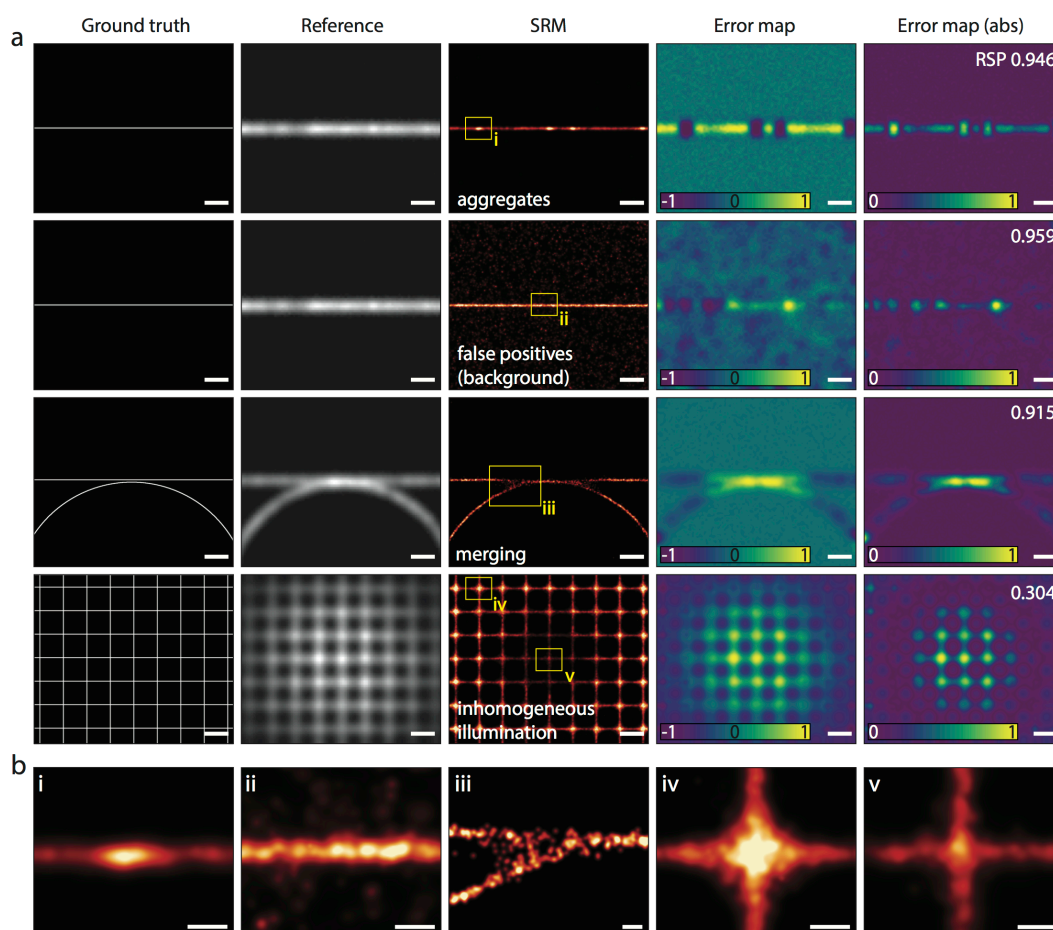 Ground truth Reference SRM Error map Error map (abs)
a
RSP 0.946
i
aggregates
-1 0 1 0 1
0.959
ii
false positives
(background)
-1 0 1 0 1
0.915
iii
merging
-1 0 1 0 1
0.304
iv
v
inhomogeneous
illumination
-1 0 1 0 1
b
i ii iii iv v